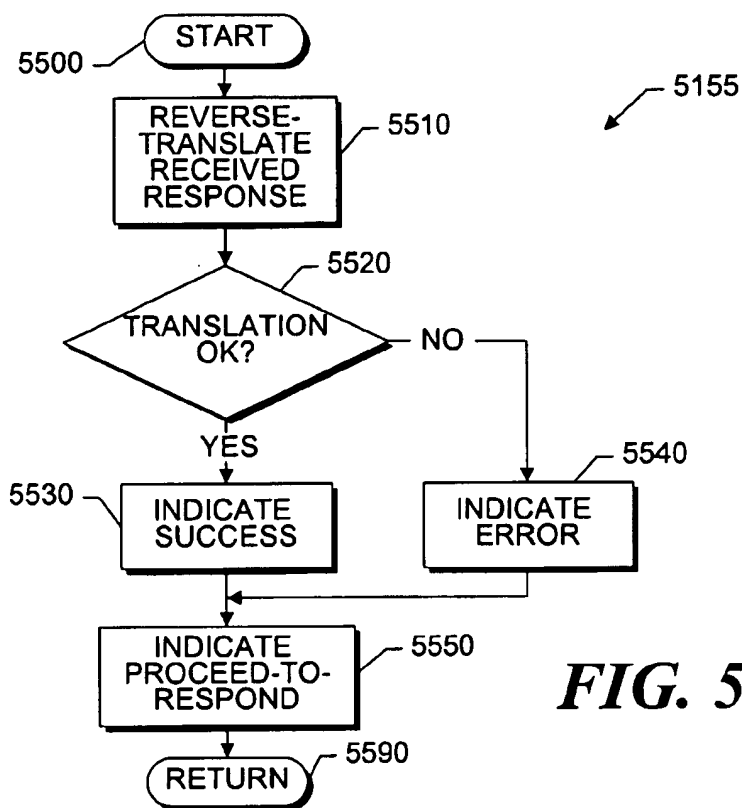 START
5500
5155
REVERSE-
TRANSLATE
RECEIVED
RESPONSE
5510
5520
TRANSLATION
OK?
NO
YES
5530
INDICATE
SUCCESS
5540
INDICATE
ERROR
INDICATE
PROCEED-TO-
RESPOND
5550
FIG. 5
RETURN
5590